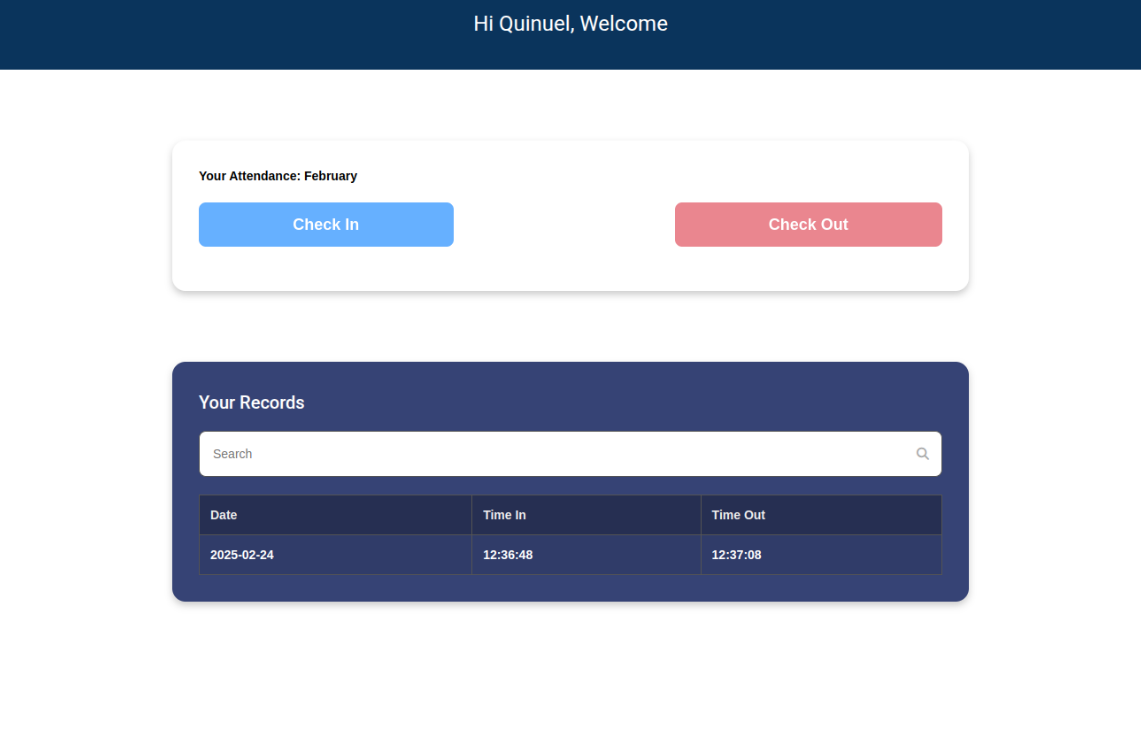 Hi Quinuel, Welcome
Your Attendance: February
Check In
Check Out
Your Records
Search
Date Time In Time Out
2025-02-24 12:36:48 12:37:08